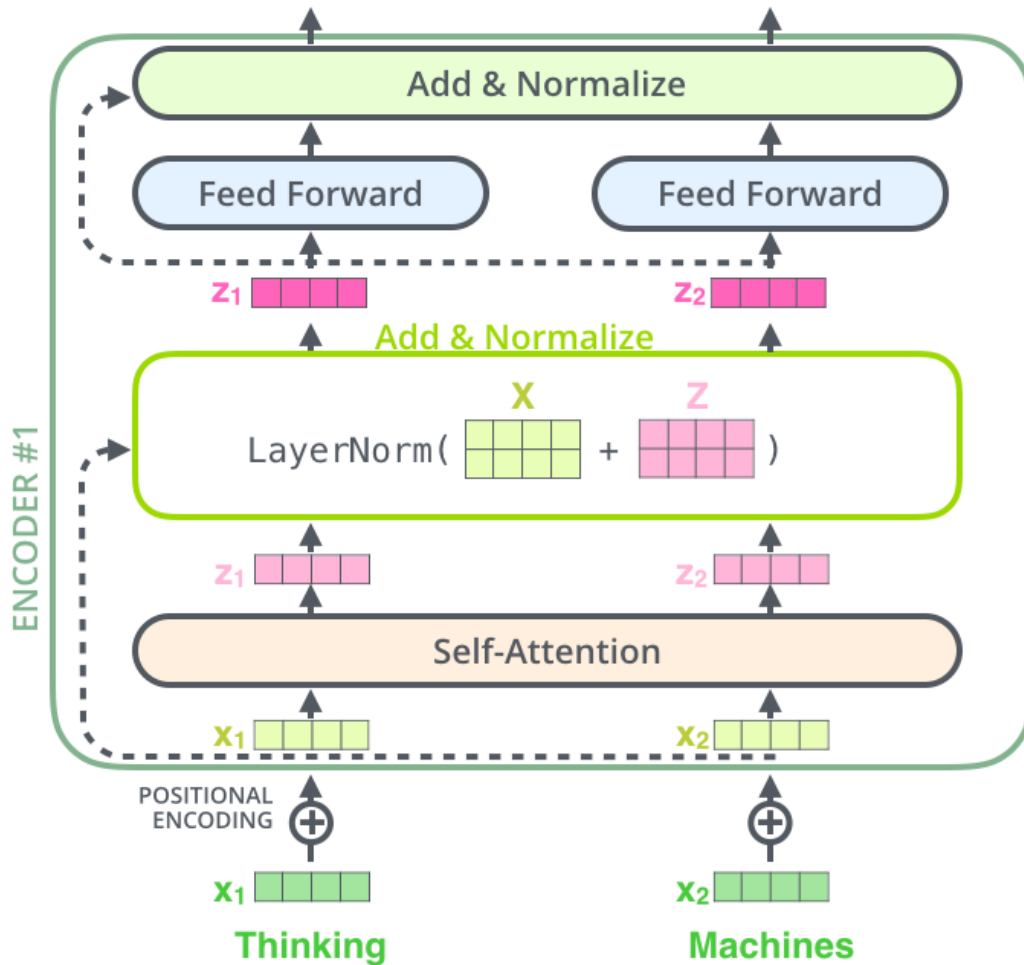 Add & Normalize
Feed Forward
Feed Forward
z1
z2
Add & Normalize
X
Z
LayerNorm(
+
)
ENCODER #1
z1
z2
Self-Attention
x1
x2
POSITIONAL
ENCODING
x1
x2
Thinking
Machines